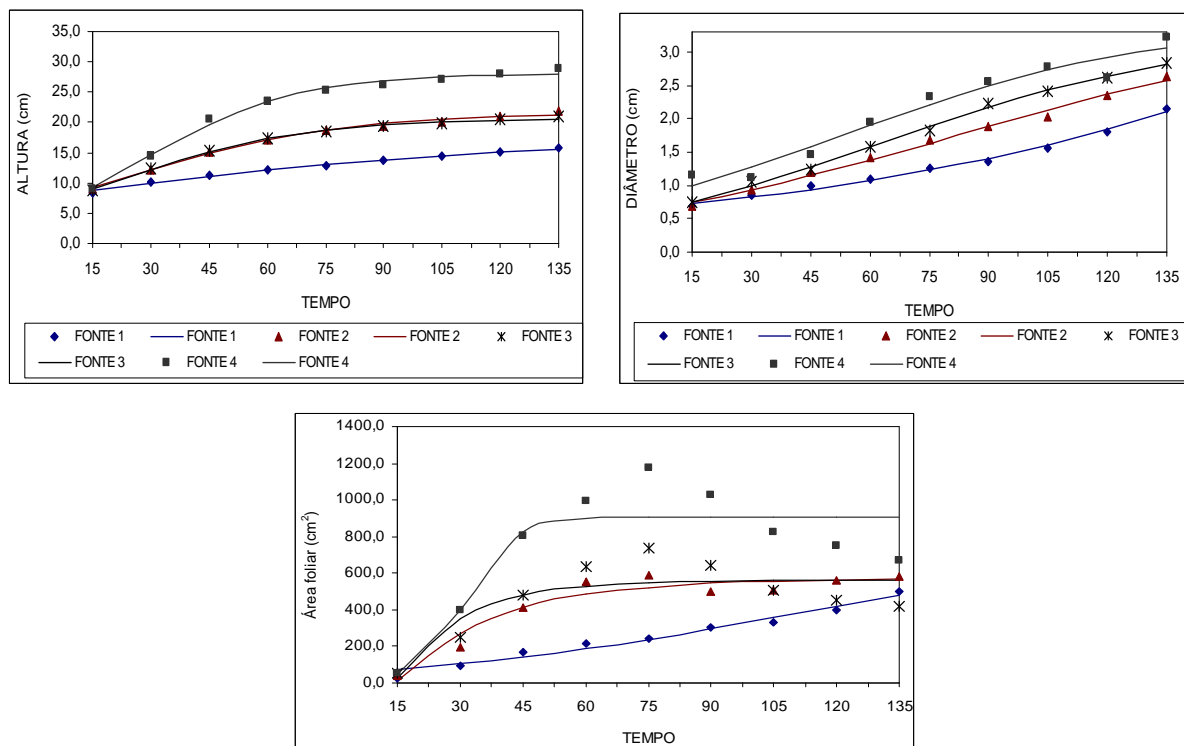 ALTURA (cm)
35,0
30,0
25,0
20,0
15,0
10,0
5,0
0,0
15 30 45 60 75 90 105 120 135
TEMPO
FONTE 1 FONTE 1 FONTE 2 FONTE 2 FONTE 3
FONTE 3 FONTE 4 FONTE 4
DIÂMETRO (cm)
3,0
2,5
2,0
1,5
1,0
0,5
0,0
15 30 45 60 75 90 105 120 135
TEMPO
FONTE 1 FONTE 1 FONTE 2 FONTE 2 FONTE 3
FONTE 3 FONTE 4 FONTE 4
Área foliar (cm²)
1400,0
1200,0
1000,0
800,0
600,0
400,0
200,0
0,0
15 30 45 60 75 90 105 120 135
TEMPO